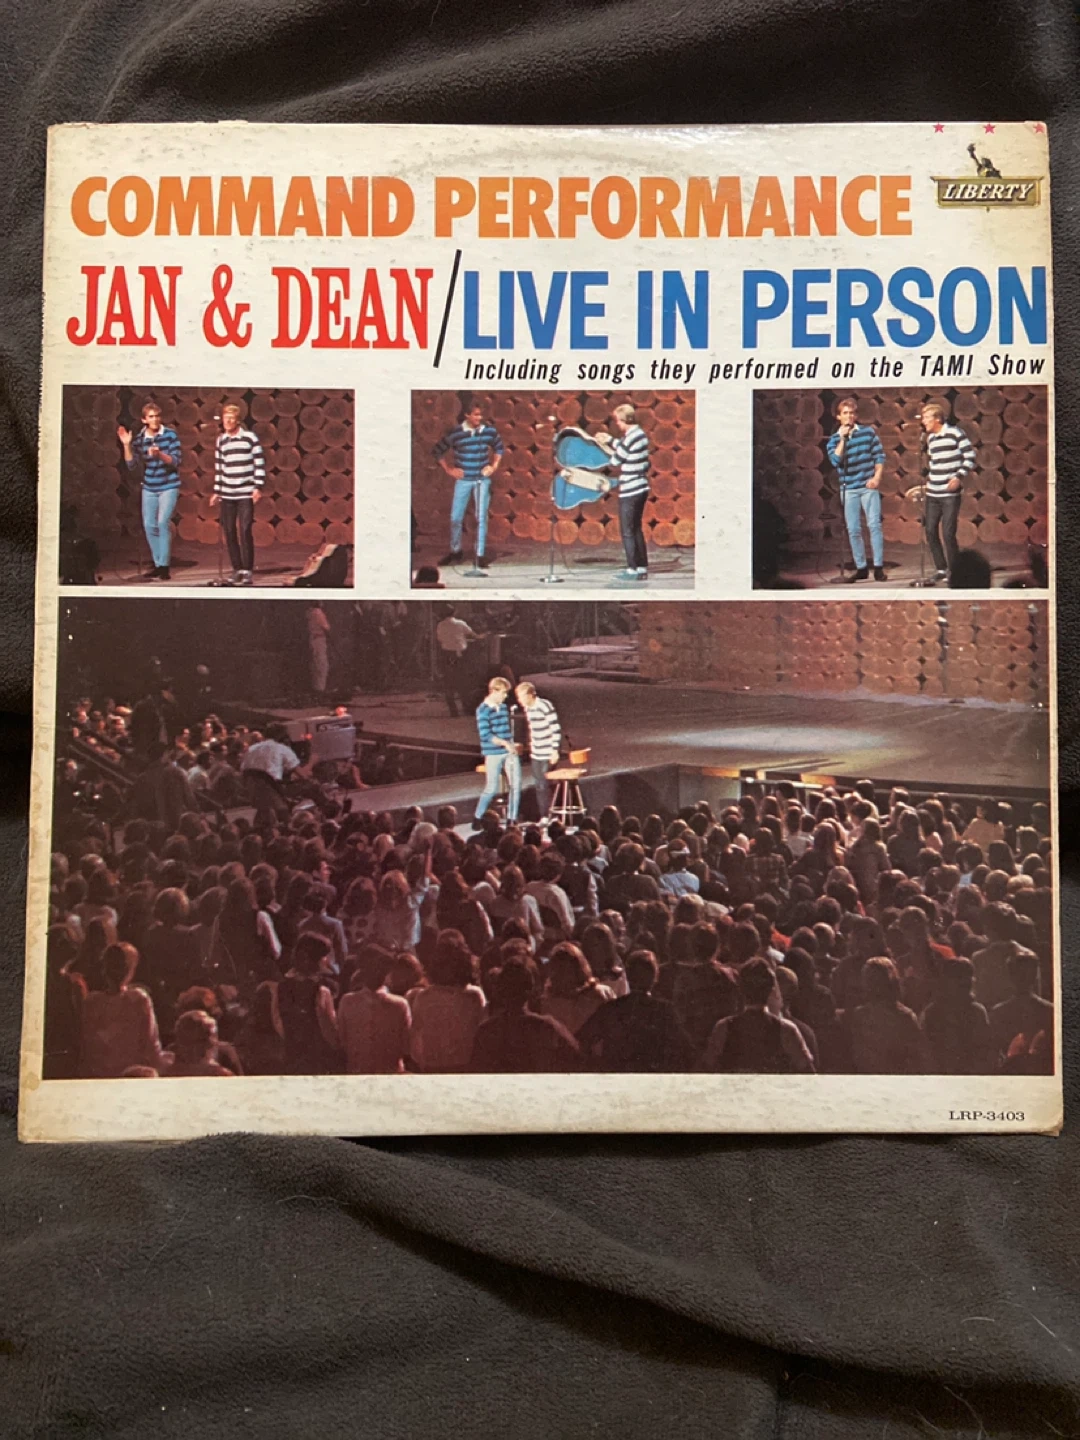 COMMAND PERFORMANCE
LIBERTY
JAN & DEAN/LIVE IN PERSON
Including songs they performed on the TAMI Show
LRP-3403